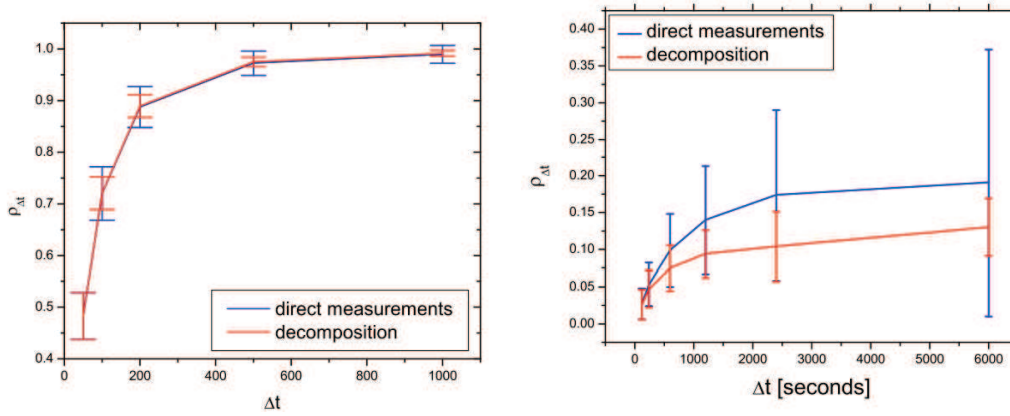 direct measurements
decomposition
1.0
0.9
0.8
0.7
0.6
0.5
0.4
ρΔt
0 200 400 600 800 1000
Δt
direct measurements
decomposition
0.40
0.35
0.30
0.25
0.20
0.15
0.10
0.05
0.00
ρΔt
0 1000 2000 3000 4000 5000 6000
Δt [seconds]